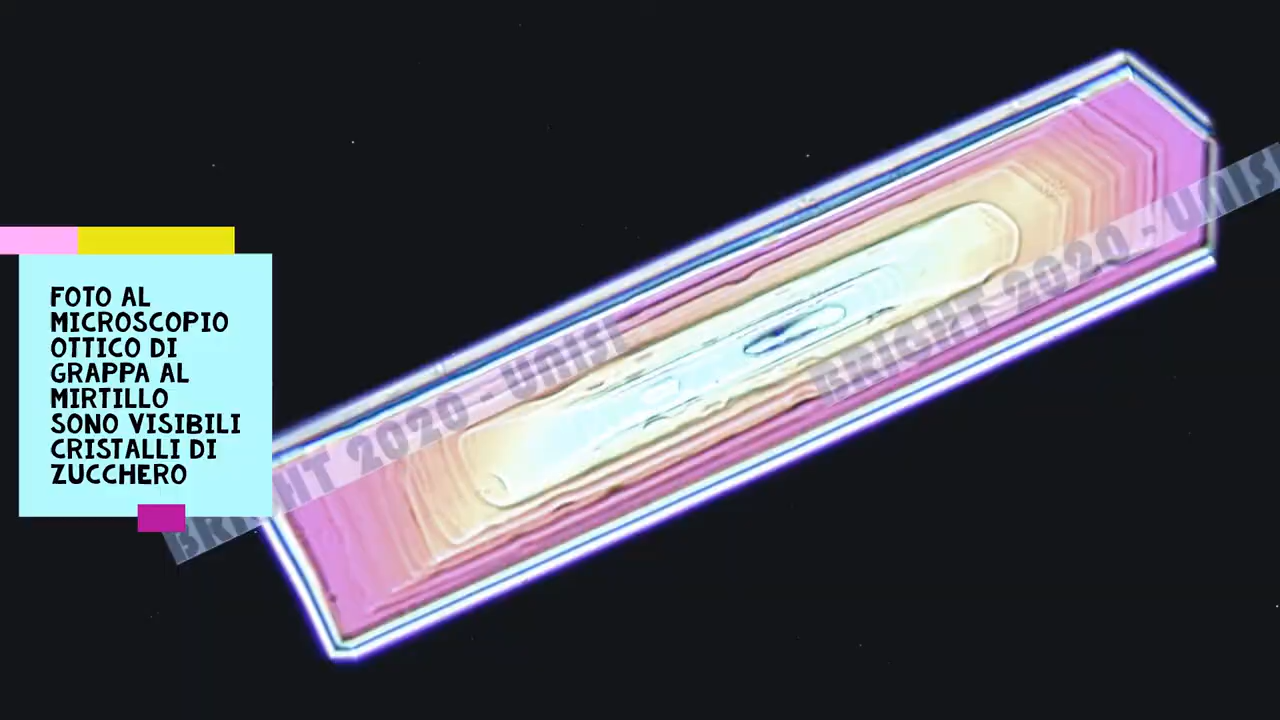 FOTO AL
MICROSCOPIO
OTTICO DI
GRAPPA AL
MIRTILLO
SONO VISIBILI
CRISTALLI DI
ZUCCHERO
BRIGHT 2020 - UNISI
BRIGHT 2020 - UNISI